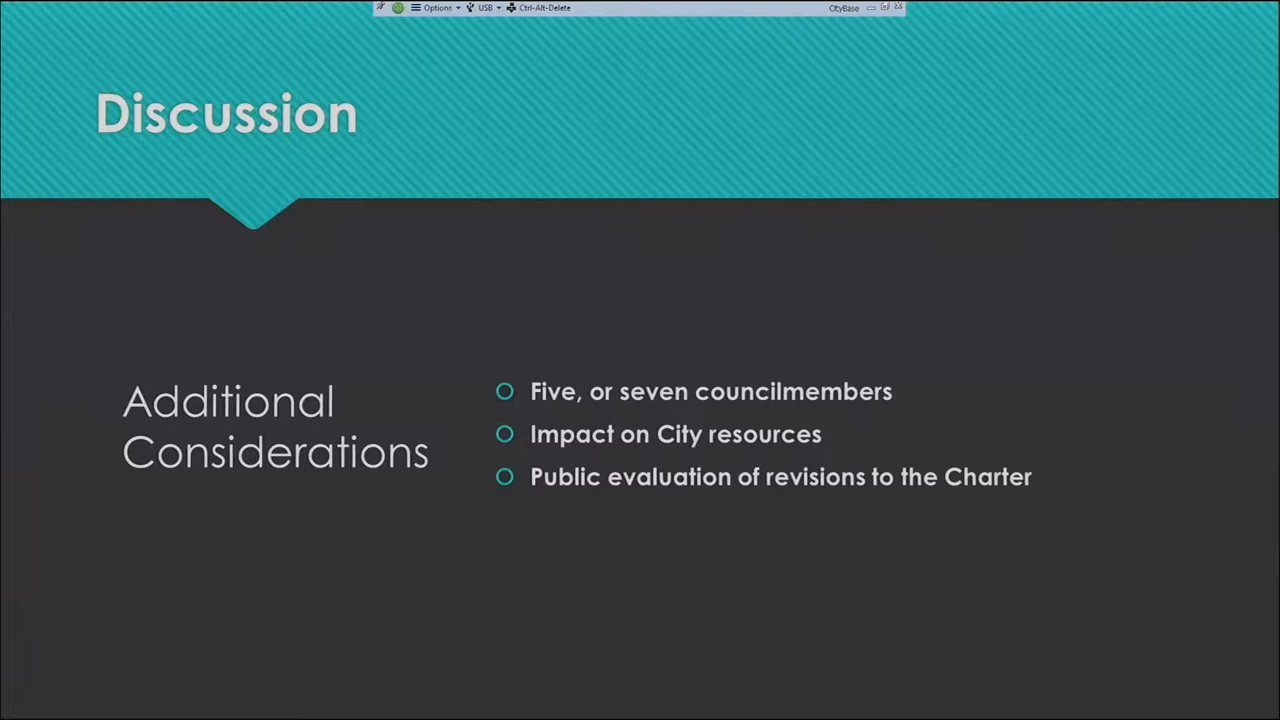 Options USB Ctrl-Alt-Delete CityBase
Discussion
Additional
Considerations
Five, or seven councilmembers
Impact on City resources
Public evaluation of revisions to the Charter